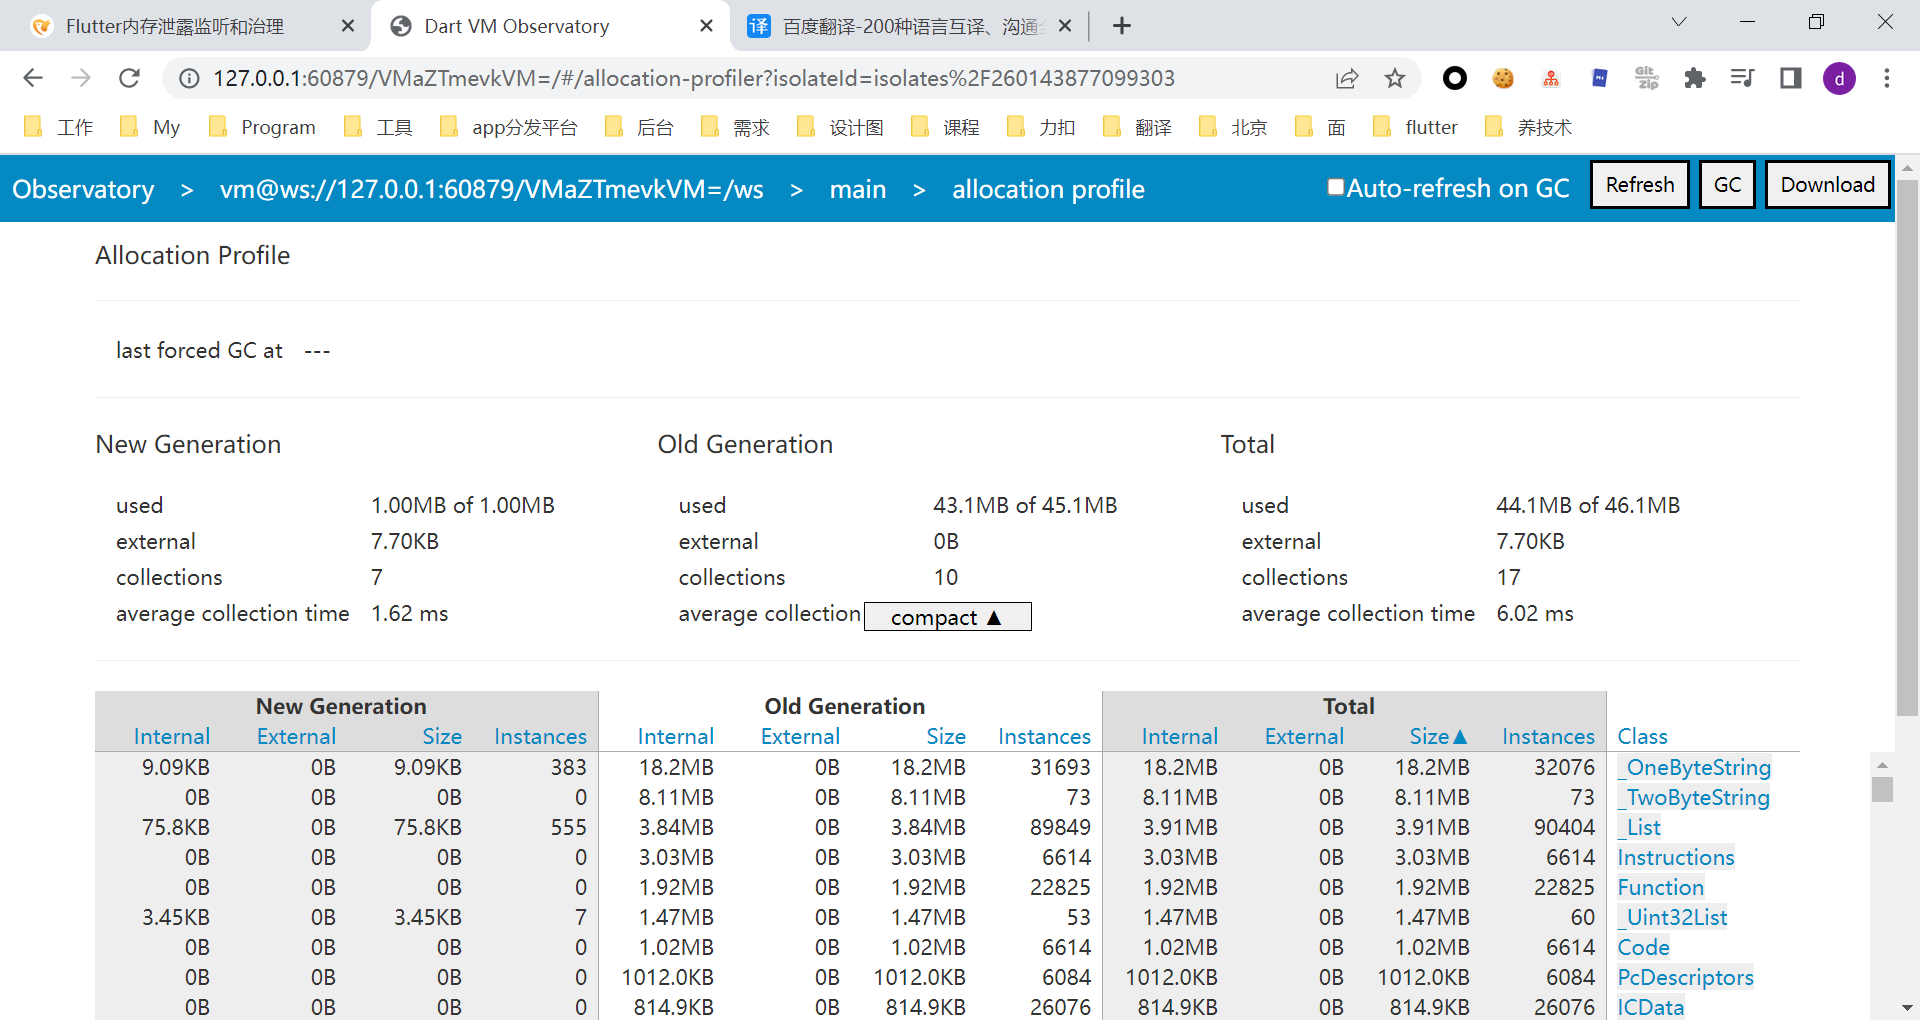 Flutter内存泄露监听和治理
Dart VM Observatory
百度翻译-200种语言互译、沟通
127.0.0.1:60879/VMaZTmevkVM=/#/allocation-profiler?isolateId=isolates%2F260143877099303
Git Zip
d
工作 My Program 工具 app分发平台 后台 需求 设计图 课程 力扣 翻译 北京 面 flutter 养技术
Observatory > vm@ws://127.0.0.1:60879/VMaZTmevkVM=/ws > main > allocation profile Auto-refresh on GC Refresh GC Download
Allocation Profile
last forced GC at ---
New Generation Old Generation Total
used 1.00MB of 1.00MB used 43.1MB of 45.1MB used 44.1MB of 46.1MB
external 7.70KB external 0B external 7.70KB
collections 7 collections 10 collections 17
average collection time 1.62 ms average collection compact ▲ average collection time 6.02 ms
New Generation Old Generation Total
Internal External Size Instances Internal External Size Instances Internal External Size▲ Instances Class
9.09KB 0B 9.09KB 383 18.2MB 0B 18.2MB 31693 18.2MB 0B 18.2MB 32076 _OneByteString
0B 0B 0B 0 8.11MB 0B 8.11MB 73 8.11MB 0B 8.11MB 73 _TwoByteString
75.8KB 0B 75.8KB 555 3.84MB 0B 3.84MB 89849 3.91MB 0B 3.91MB 90404 _List
0B 0B 0B 0 3.03MB 0B 3.03MB 6614 3.03MB 0B 3.03MB 6614 Instructions
0B 0B 0B 0 1.92MB 0B 1.92MB 22825 1.92MB 0B 1.92MB 22825 Function
3.45KB 0B 3.45KB 7 1.47MB 0B 1.47MB 53 1.47MB 0B 1.47MB 60 _Uint32List
0B 0B 0B 0 1.02MB 0B 1.02MB 6614 1.02MB 0B 1.02MB 6614 Code
0B 0B 0B 0 1012.0KB 0B 1012.0KB 6084 1012.0KB 0B 1012.0KB 6084 PcDescriptors
0B 0B 0B 0 814.9KB 0B 814.9KB 26076 814.9KB 0B 814.9KB 26076 ICData